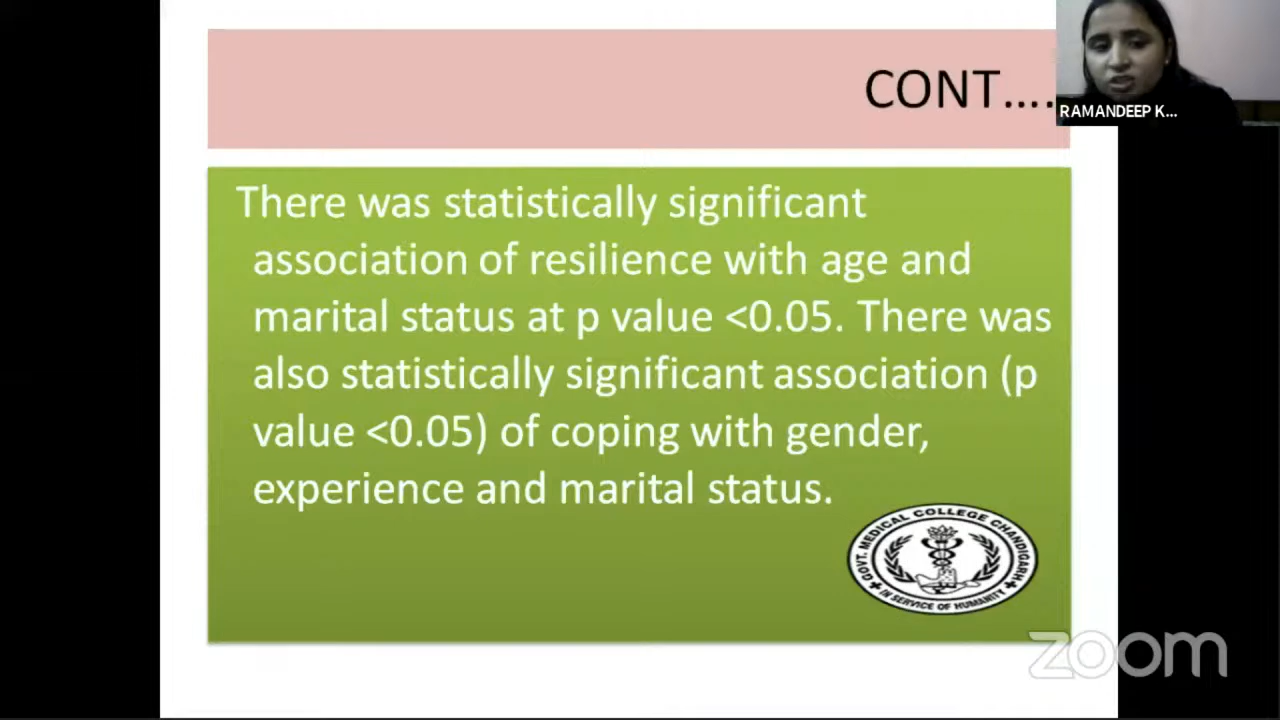 CONT....
RAMANDEEP K...
There was statistically significant
association of resilience with age and
marital status at p value <0.05. There was
also statistically significant association (p
value <0.05) of coping with gender,
experience and marital status.
GOVT. MEDICAL COLLEGE CHANDIGARH
IN SERVICE OF HUMANITY
zoom